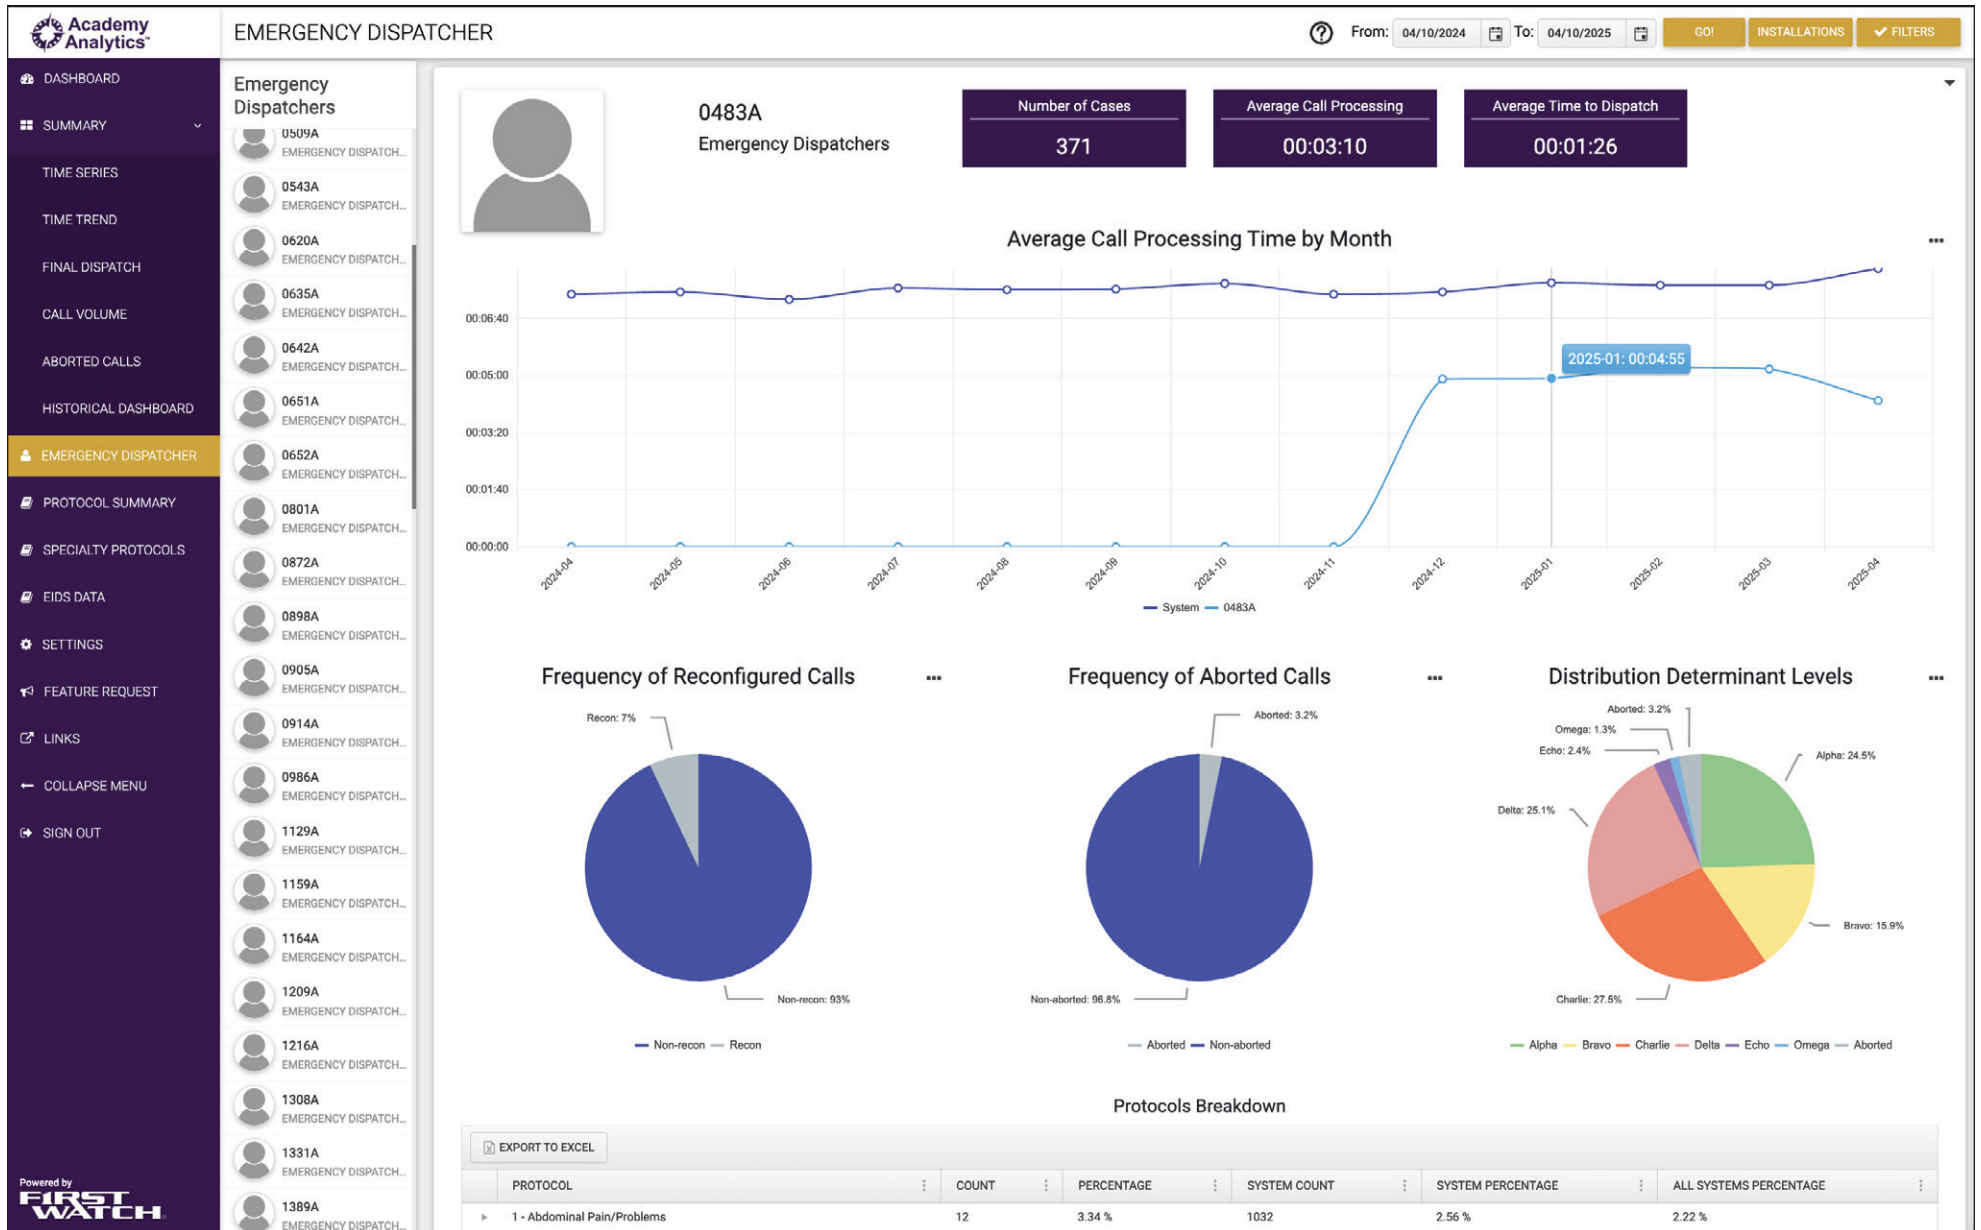 Academy
Analytics™
EMERGENCY DISPATCHER
From: 04/10/2024 To: 04/10/2025 GO! INSTALLATIONS FILTERS
DASHBOARD
SUMMARY
TIME SERIES
TIME TREND
FINAL DISPATCH
CALL VOLUME
ABORTED CALLS
HISTORICAL DASHBOARD
EMERGENCY DISPATCHER
PROTOCOL SUMMARY
SPECIALTY PROTOCOLS
EIDS DATA
SETTINGS
FEATURE REQUEST
LINKS
COLLAPSE MENU
SIGN OUT
Powered by
FIRST
WATCH
Emergency
Dispatchers
0509A
EMERGENCY DISPATCH...
0543A
EMERGENCY DISPATCH...
0620A
EMERGENCY DISPATCH...
0635A
EMERGENCY DISPATCH...
0642A
EMERGENCY DISPATCH...
0651A
EMERGENCY DISPATCH...
0652A
EMERGENCY DISPATCH...
0801A
EMERGENCY DISPATCH...
0872A
EMERGENCY DISPATCH...
0898A
EMERGENCY DISPATCH...
0905A
EMERGENCY DISPATCH...
0914A
EMERGENCY DISPATCH...
0986A
EMERGENCY DISPATCH...
1129A
EMERGENCY DISPATCH...
1159A
EMERGENCY DISPATCH...
1164A
EMERGENCY DISPATCH...
1209A
EMERGENCY DISPATCH...
1216A
EMERGENCY DISPATCH...
1308A
EMERGENCY DISPATCH...
1331A
EMERGENCY DISPATCH...
1389A
EMERGENCY DISPATCH...
0483A
Emergency Dispatchers
Number of Cases
371
Average Call Processing
00:03:10
Average Time to Dispatch
00:01:26
Average Call Processing Time by Month
00:06:40
00:05:00
00:03:20
00:01:40
00:00:00
2025-01: 00:04:55
2024-04 2024-05 2024-06 2024-07 2024-08 2024-09 2024-10 2024-11 2024-12 2025-01 2025-02 2025-03 2025-04
System 0483A
Frequency of Reconfigured Calls
Recon: 7%
Non-recon: 93%
Non-recon Recon
Frequency of Aborted Calls
Aborted: 3.2%
Non-aborted: 96.8%
Aborted Non-aborted
Distribution Determinant Levels
Aborted: 3.2%
Omega: 1.3%
Echo: 2.4%
Alpha: 24.5%
Delta: 25.1%
Bravo: 15.9%
Charlie: 27.5%
Alpha Bravo Charlie Delta Echo Omega Aborted
Protocols Breakdown
EXPORT TO EXCEL
PROTOCOL COUNT PERCENTAGE SYSTEM COUNT SYSTEM PERCENTAGE ALL SYSTEMS PERCENTAGE
1 - Abdominal Pain/Problems 12 3.34 % 1032 2.56 % 2.22 %